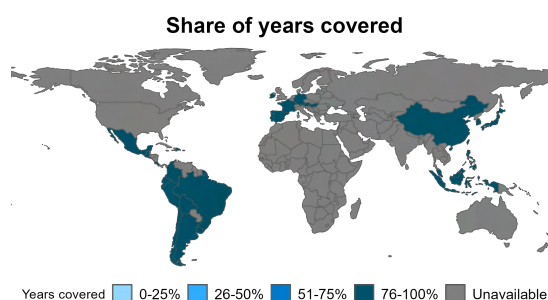 Share of years covered
Years covered 0-25% 26-50% 51-75% 76-100% Unavailable